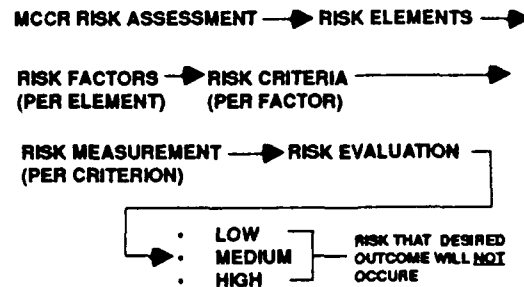 MCCR RISK ASSESSMENT RISK ELEMENTS
RISK FACTORS RISK CRITERIA
(PER ELEMENT) (PER FACTOR)
RISK MEASUREMENT RISK EVALUATION
(PER CRITERION)
• LOW
• MEDIUM
• HIGH
RISK THAT DESIRED
OUTCOME WILL NOT
OCCURE